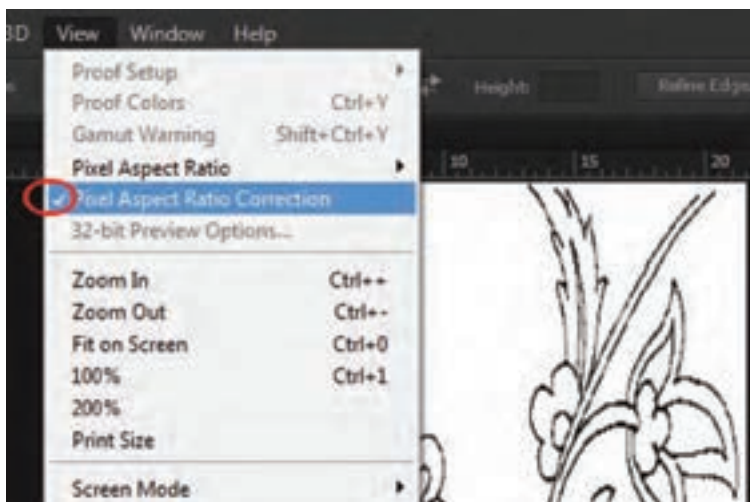 3D View Window Help
Proof Setup
Proof Colors Ctrl+Y
Gamut Warning Shift+Ctrl+Y
Height: Refine Edge
Pixel Aspect Ratio
10 15 20
Pixel Aspect Ratio Correction
32-bit Preview Options...
Zoom In Ctrl++
Zoom Out Ctrl+-
Fit on Screen Ctrl+0
100% Ctrl+1
200%
Print Size
Screen Mode